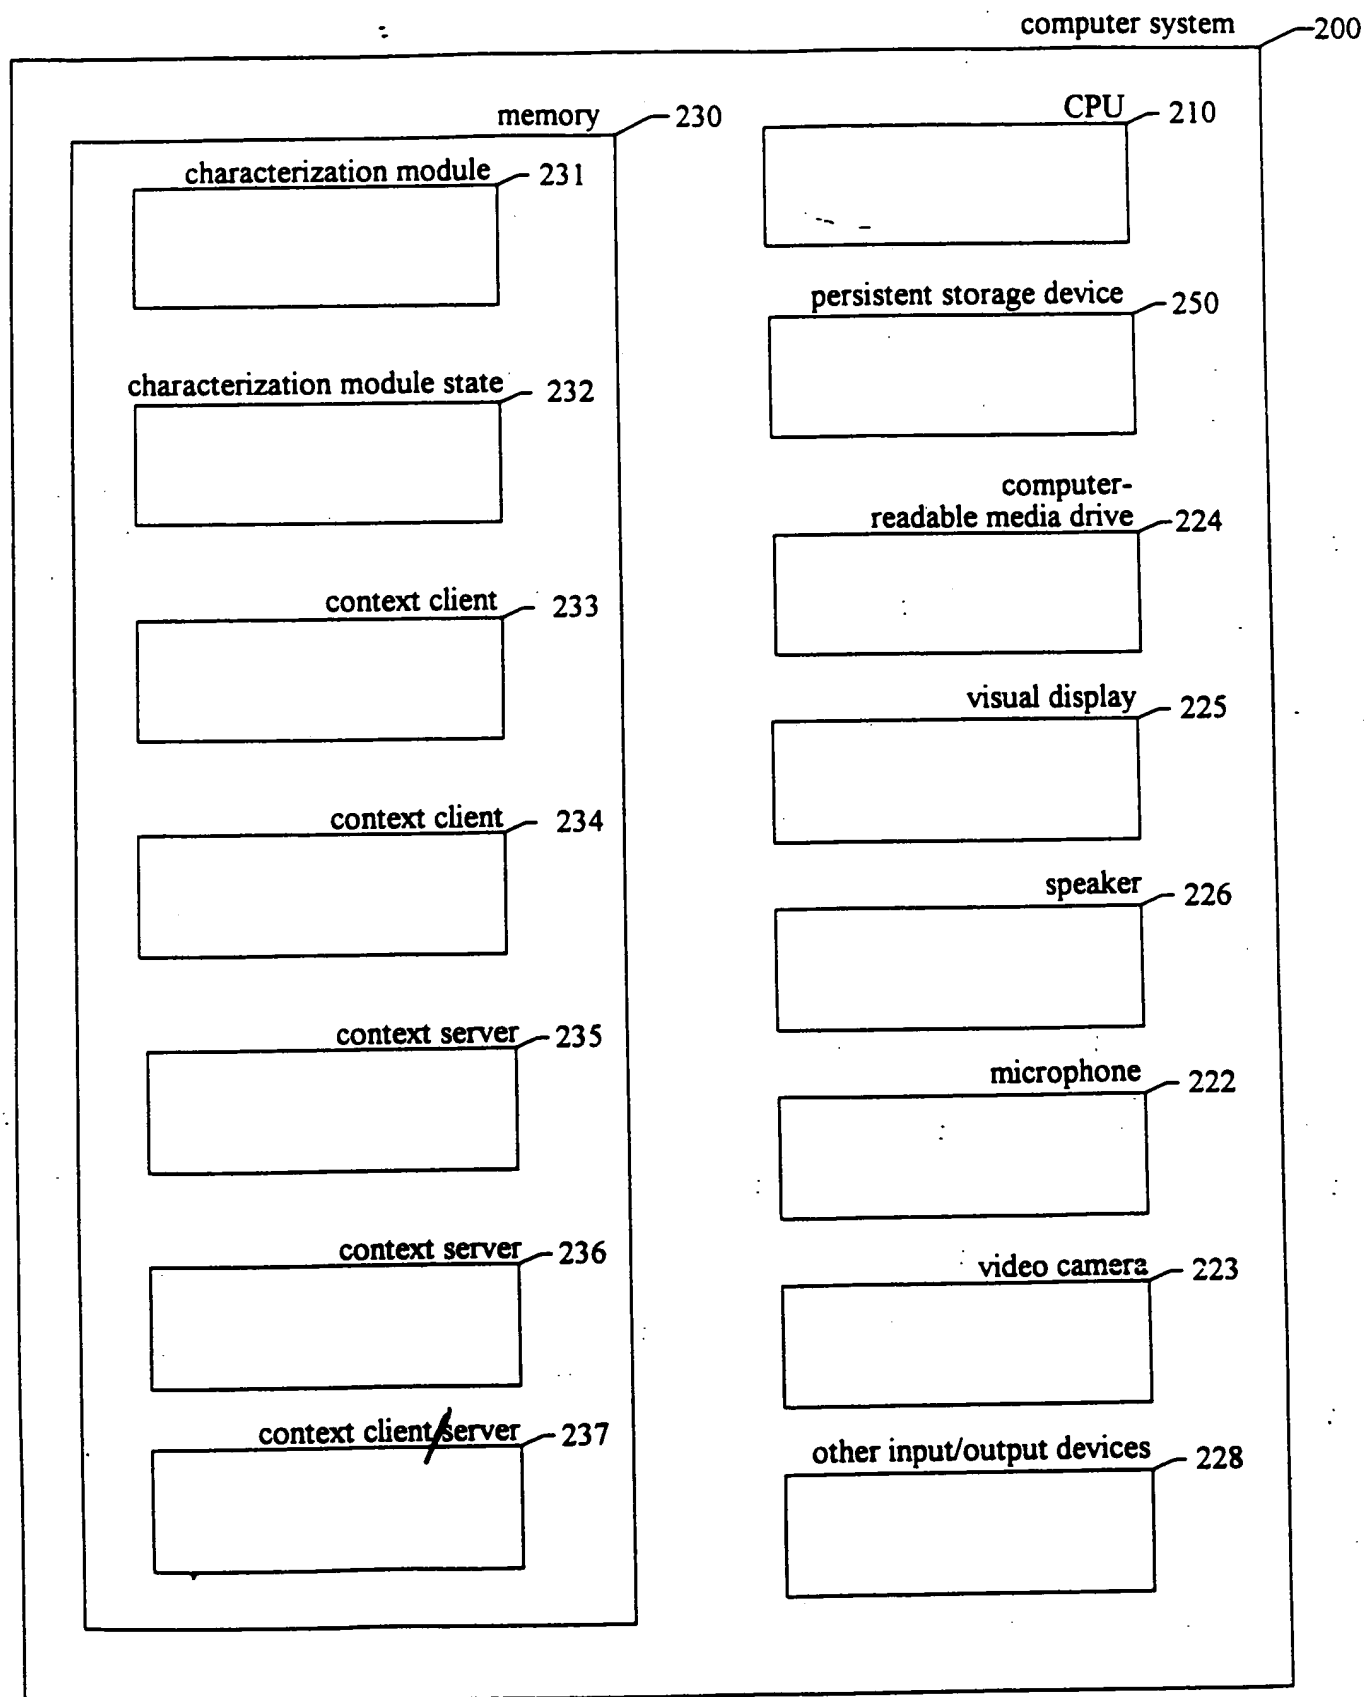 computer system 200
memory 230
characterization module 231
characterization module state 232
context client 233
context client 234
context server 235
context server 236
context client/server 237
CPU 210
persistent storage device 250
computer-
readable media drive 224
visual display 225
speaker 226
microphone 222
video camera 223
other input/output devices 228